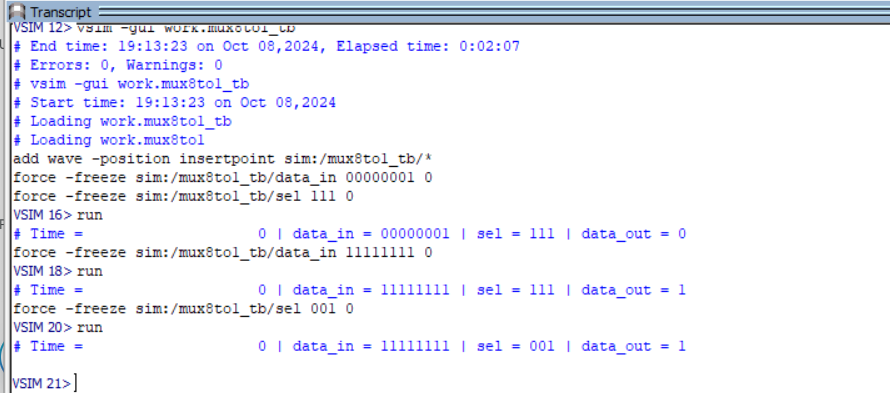 Transcript
VSIM 12> vsim -gui work.mux8to1_tb
# End time: 19:13:23 on Oct 08,2024, Elapsed time: 0:02:07
# Errors: 0, Warnings: 0
# vsim -gui work.mux8to1_tb
# Start time: 19:13:23 on Oct 08,2024
# Loading work.mux8to1_tb
# Loading work.mux8to1
add wave -position insertpoint sim:/mux8to1_tb/*
force -freeze sim:/mux8to1_tb/data_in 00000001 0
force -freeze sim:/mux8to1_tb/sel 111 0
VSIM 16> run
# Time =                    0 | data_in = 00000001 | sel = 111 | data_out = 0
force -freeze sim:/mux8to1_tb/data_in 11111111 0
VSIM 18> run
# Time =                    0 | data_in = 11111111 | sel = 111 | data_out = 1
force -freeze sim:/mux8to1_tb/sel 001 0
VSIM 20> run
# Time =                    0 | data_in = 11111111 | sel = 001 | data_out = 1
VSIM 21>